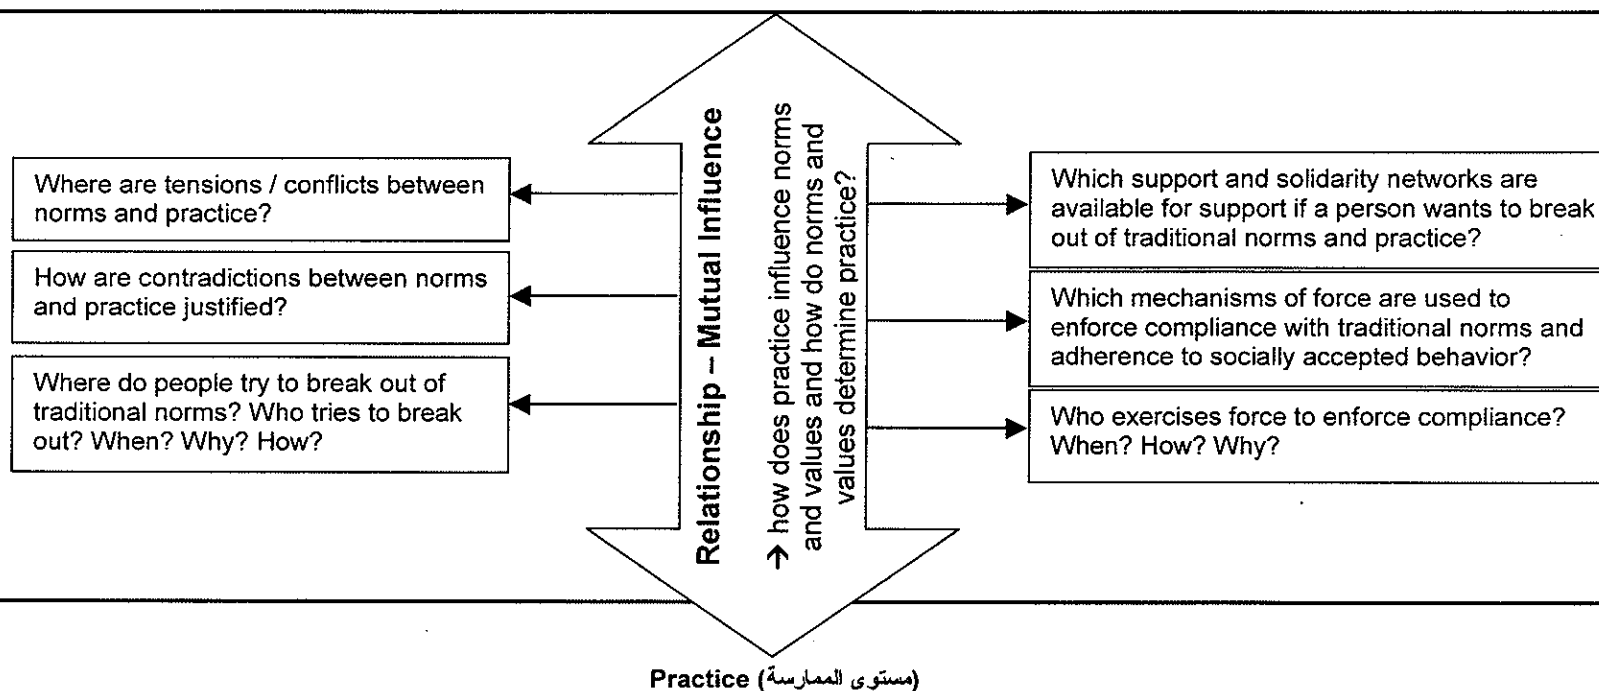 Where are tensions / conflicts between
norms and practice?
How are contradictions between norms
and practice justified?
Where do people try to break out of
traditional norms? Who tries to break
out? When? Why? How?
Relationship – Mutual Influence
→ how does practice influence norms
and values and how do norms and
values determine practice?
Which support and solidarity networks are
available for support if a person wants to break
out of traditional norms and practice?
Which mechanisms of force are used to
enforce compliance with traditional norms and
adherence to socially accepted behavior?
Who exercises force to enforce compliance?
When? How? Why?
Practice (مستوى الممارسة)